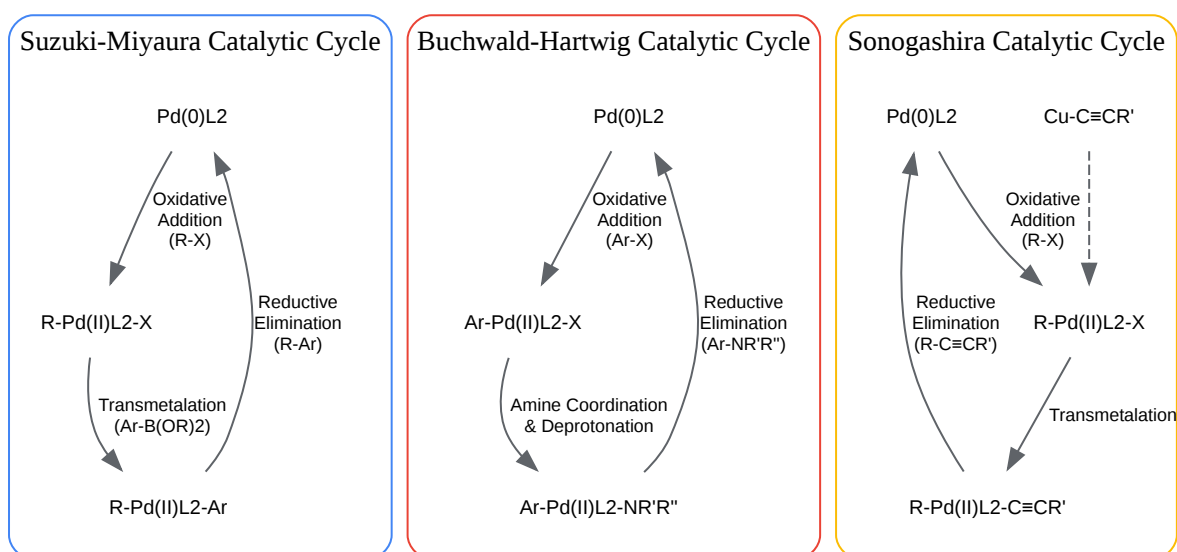 Suzuki-Miyaura Catalytic Cycle
Pd(0)L2
Oxidative
Addition
(R-X)
R-Pd(II)L2-X
Reductive
Elimination
(R-Ar)
Transmetalation
(Ar-B(OR)2)
R-Pd(II)L2-Ar
Buchwald-Hartwig Catalytic Cycle
Pd(0)L2
Oxidative
Addition
(Ar-X)
Ar-Pd(II)L2-X
Reductive
Elimination
(Ar-NR'R")
Amine Coordination
& Deprotonation
Ar-Pd(II)L2-NR'R"
Sonogashira Catalytic Cycle
Pd(0)L2
Cu-C≡CR'
Oxidative
Addition
(R-X)
Reductive
Elimination
(R-C≡CR')
R-Pd(II)L2-X
Transmetalation
R-Pd(II)L2-C≡CR'